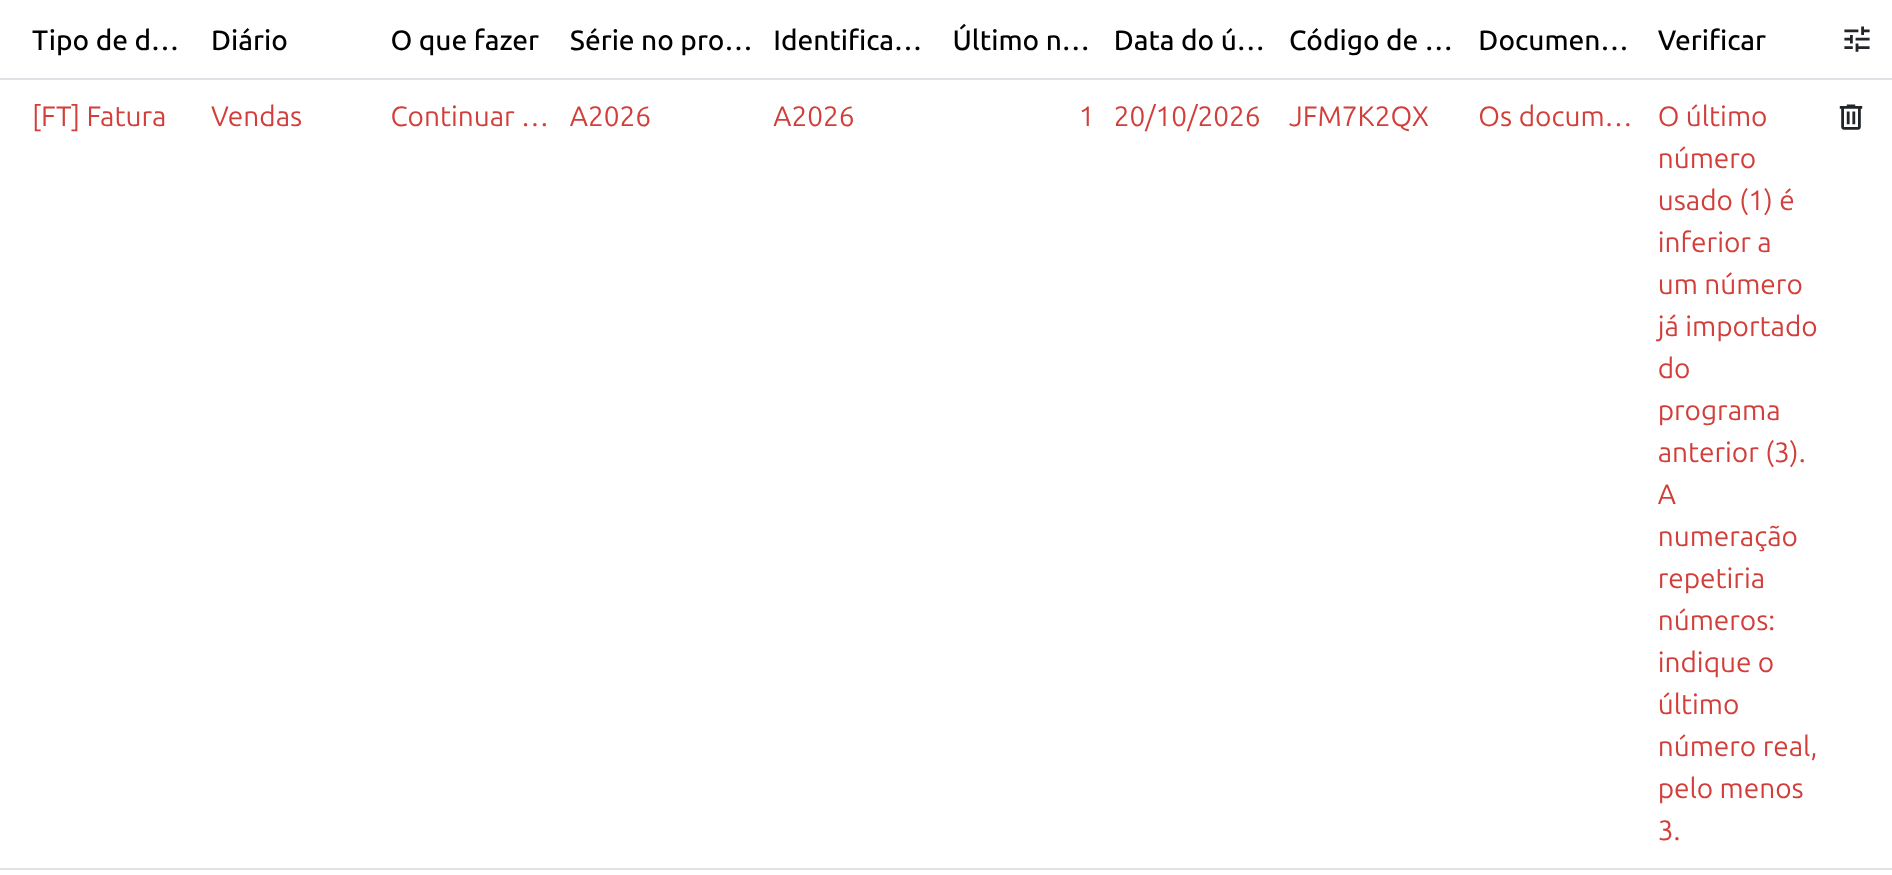 Tipo de d... Diário O que fazer Série no pro... Identifica... Último n... Data do ú... Código de ... Documen... Verificar
[FT] Fatura Vendas Continuar ... A2026 A2026 1 20/10/2026 JFM7K2QX Os docum... O último
número
usado (1) é
inferior a
um número
já importado
do
programa
anterior (3).
A
numeração
repetiria
números:
indique o
último
número real,
pelo menos
3.